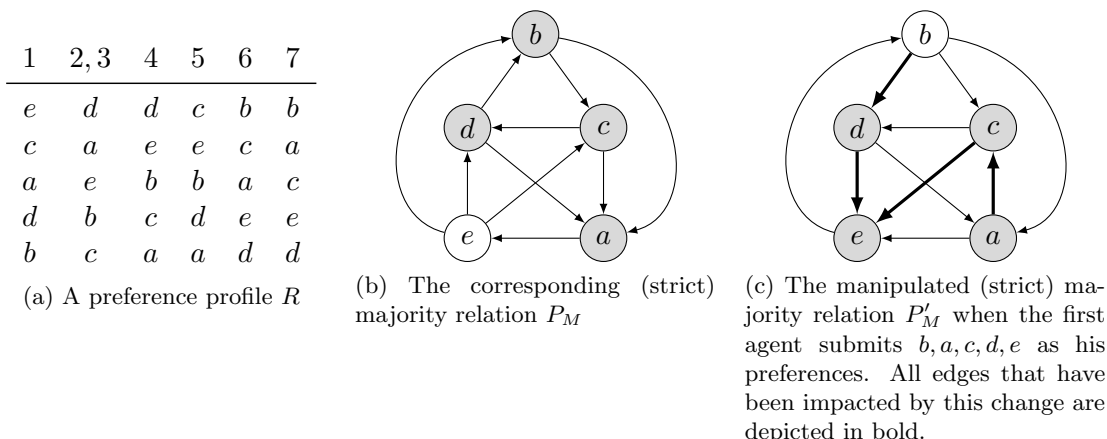 1 2, 3 4 5 6 7
e d d c b b
c a e e c a
a e b b a c
d b c d e e
b c a a d d
(a) A preference profile R
b
d c
e a
(b) The corresponding (strict)
majority relation P_M
b
d c
e a
(c) The manipulated (strict) ma-
jority relation P′_M when the first
agent submits b, a, c, d, e as his
preferences. All edges that have
been impacted by this change are
depicted in bold.